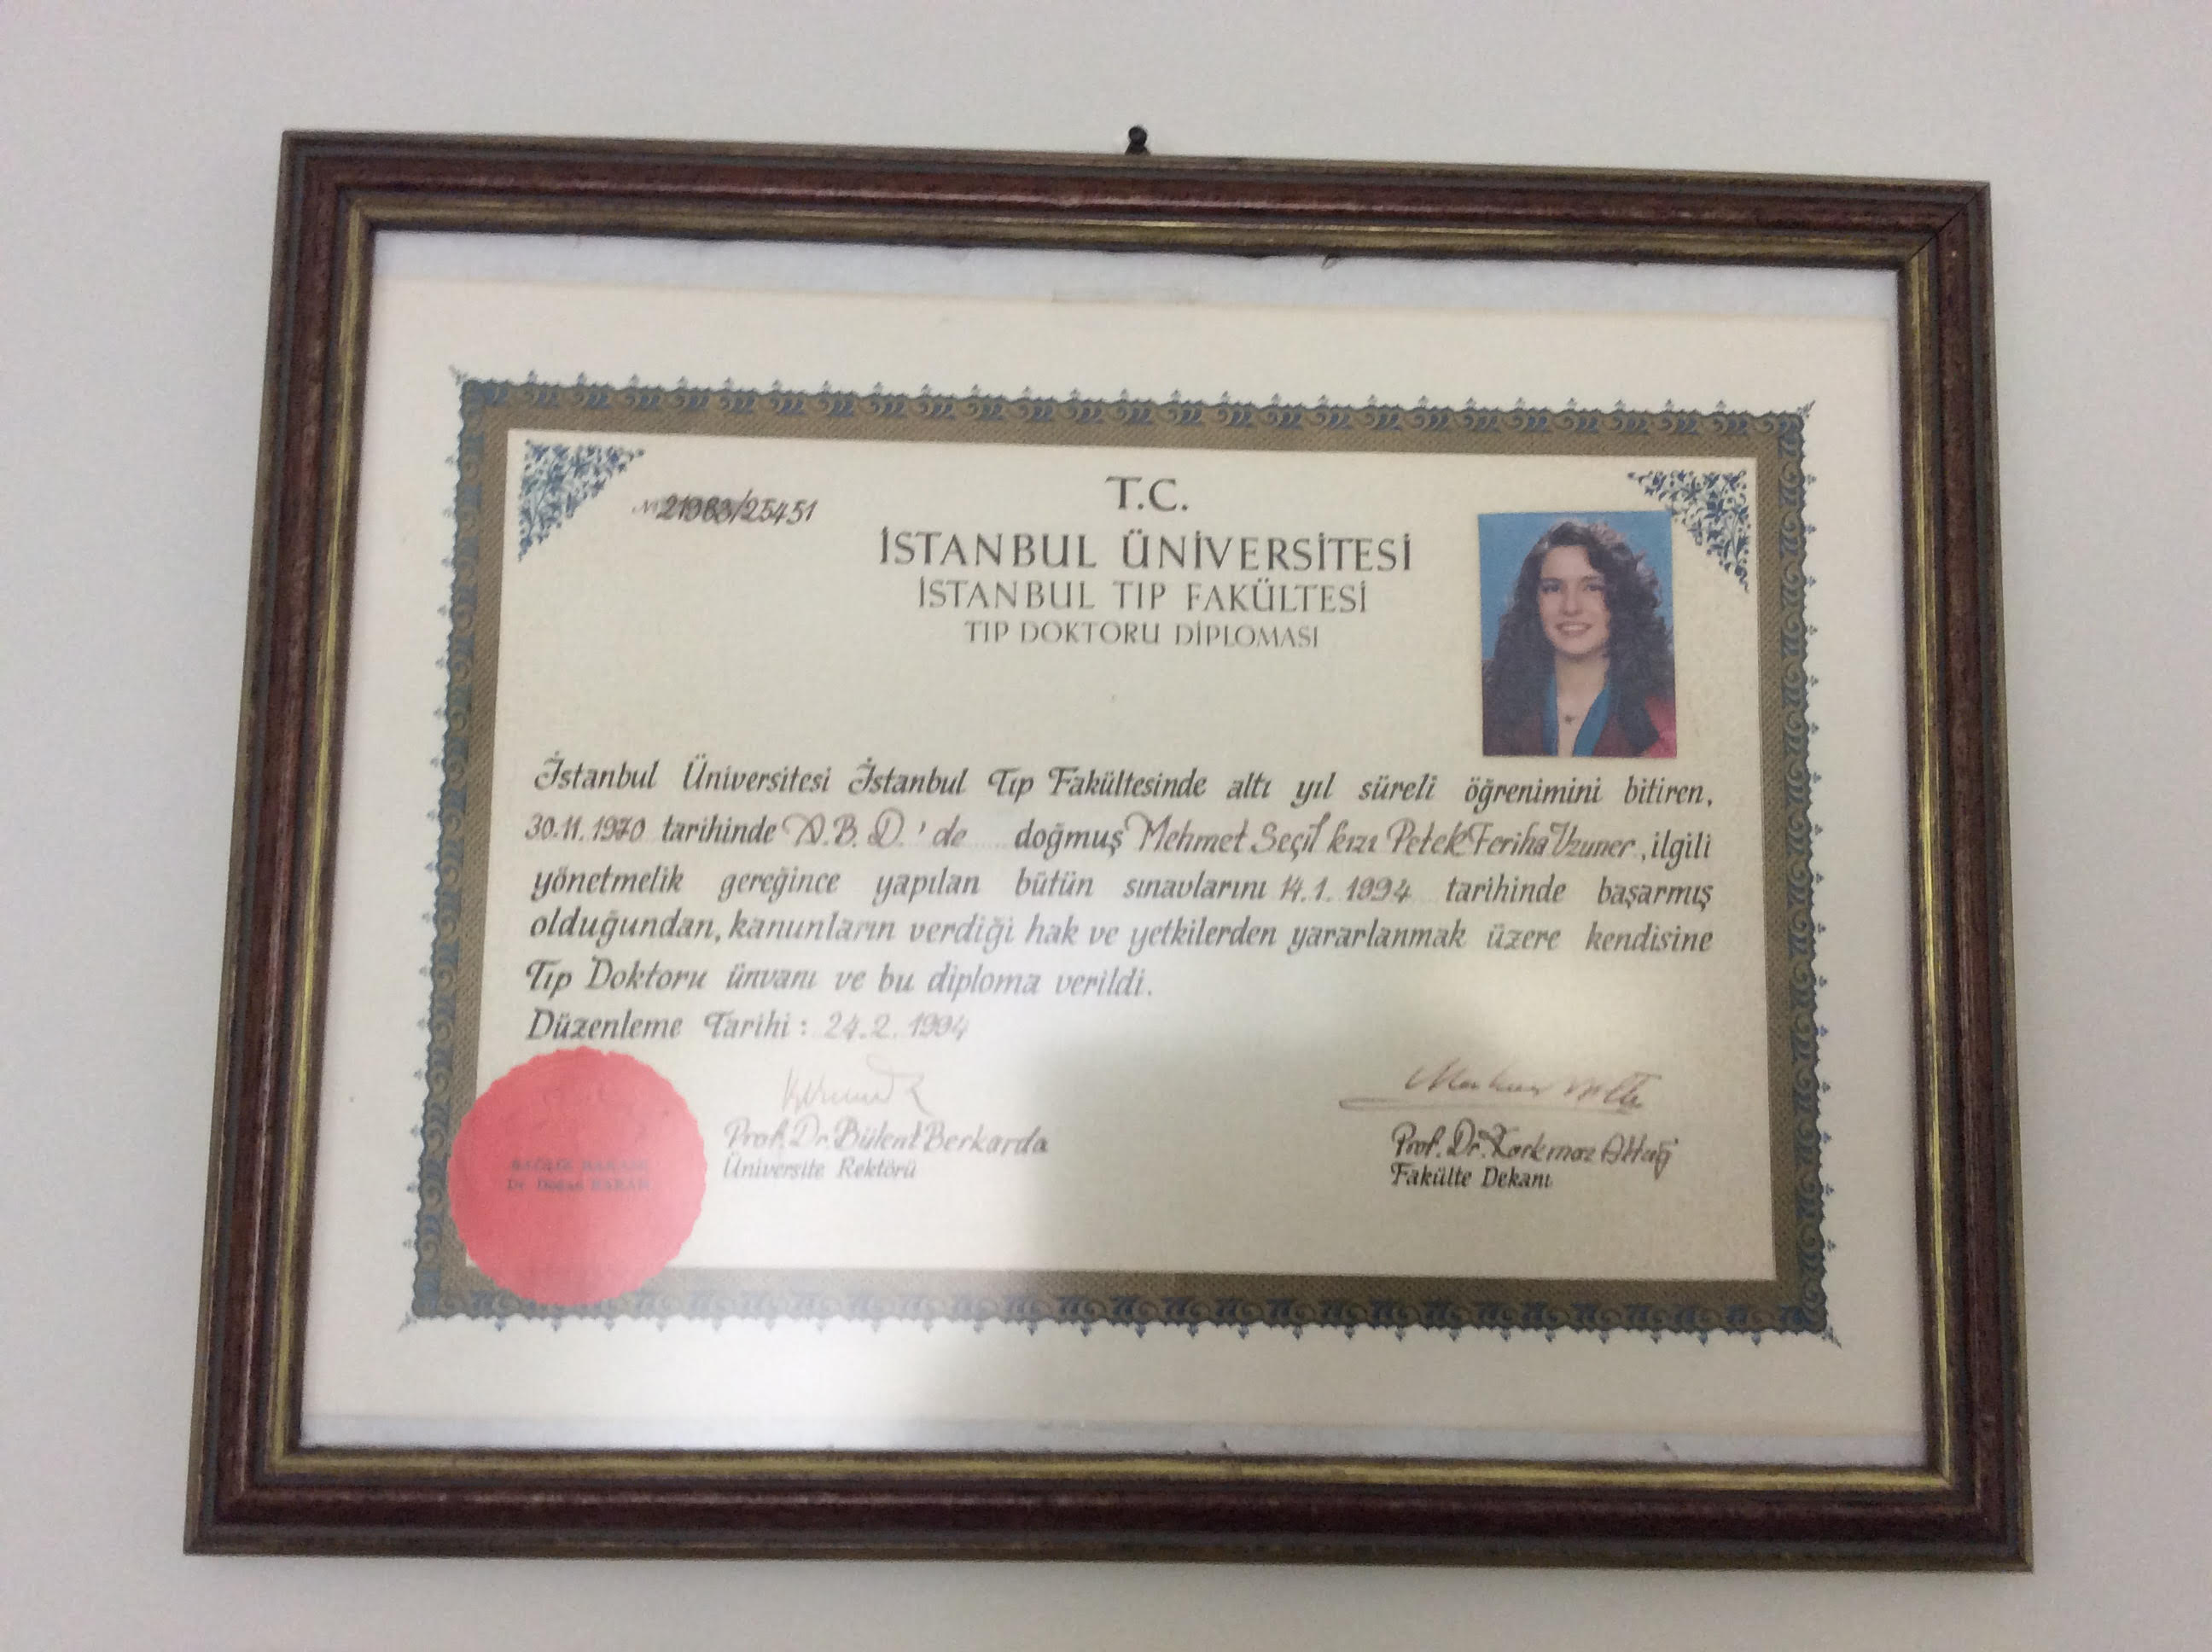 № 21983/25451
T.C.
İSTANBUL ÜNİVERSİTESİ
İSTANBUL TIP FAKÜLTESİ
TIP DOKTORU DİPLOMASI
İstanbul Üniversitesi İstanbul Tıp Fakültesinde altı yıl süreli öğrenimini bitiren,
30.11.1970 tarihinde A.B.D.'de doğmuş Mehmet Seçil kızı Petek Feriha Uzuner, ilgili
yönetmelik gereğince yapılan bütün sınavlarını 14.1.1994 tarihinde başarmış
olduğundan, kanunların verdiği hak ve yetkilerden yararlanmak üzere kendisine
Tıp Doktoru ünvanı ve bu diploma verildi.
Düzenleme Tarihi : 24.2.1994
Prof. Dr. Bülent Berkarda
Üniversite Rektörü
Prof. Dr. Korkmaz Altuğ
Fakülte Dekanı
Dr. Doğan BARAN